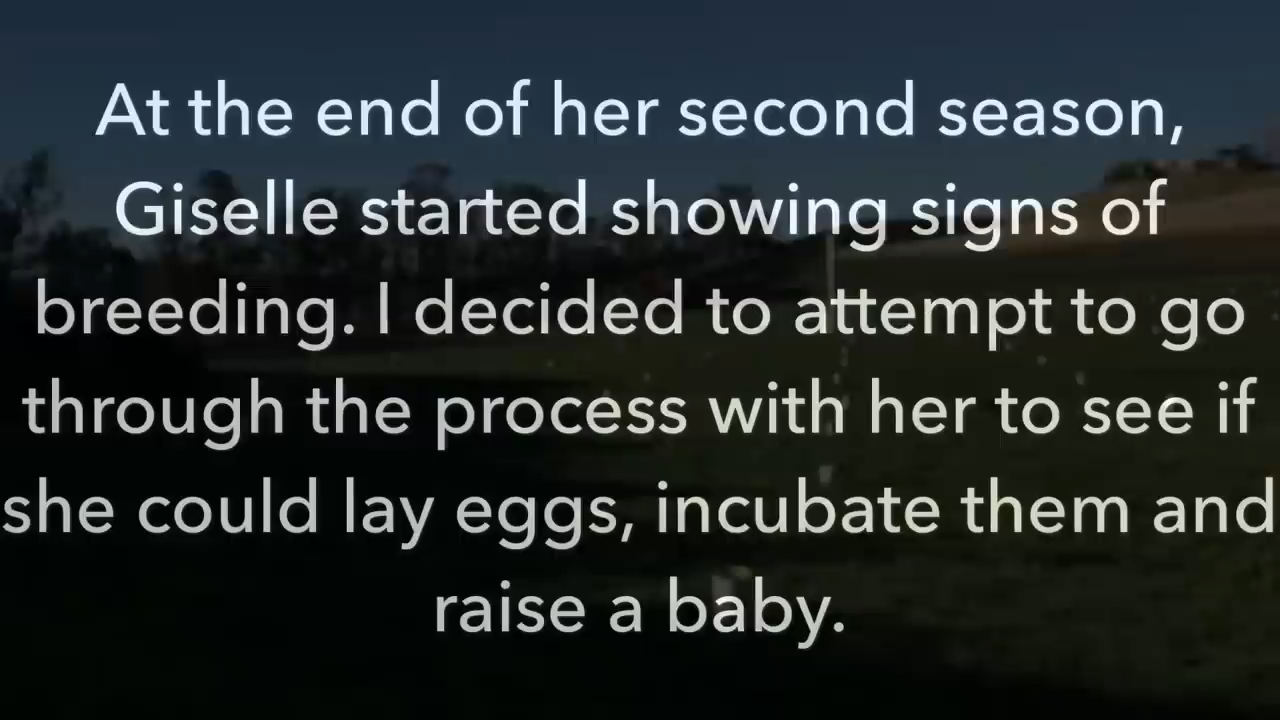 At the end of her second season,
Giselle started showing signs of
breeding. I decided to attempt to go
through the process with her to see if
she could lay eggs, incubate them and
raise a baby.